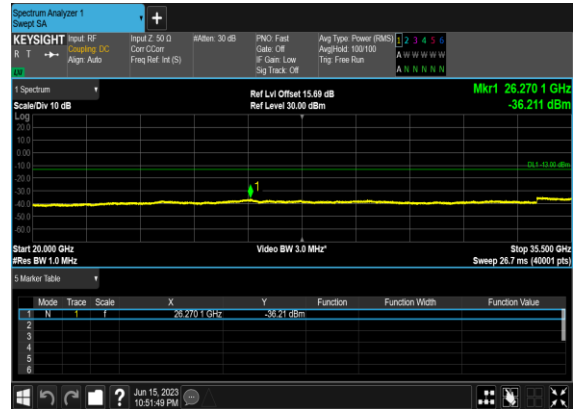 Spectrum Analyzer 1
Swept SA
+
KEYSIGHT Input: RF Input Z: 50 Ω #Atten: 30 dB PNO: Fast Avg Type: Power (RMS) 1 2 3 4 5 6
R T Coupling: DC Corr CCorr Gate: Off Avg|Hold: 100/100 A W W W W W
Align: Auto Freq Ref: Int (S) IF Gain: Low Trig: Free Run
Sig Track: Off A N N N N N
1 Spectrum Ref Lvl Offset 15.69 dB Mkr1 26.270 1 GHz
Scale/Div 10 dB Ref Level 30.00 dBm -36.211 dBm
Log
20.0
10.0
0.00
-10.0 DL1 -13.00 dBm
-20.0
-30.0 1
-40.0
-50.0
-60.0
Start 20.000 GHz Video BW 3.0 MHz* Stop 35.500 GHz
#Res BW 1.0 MHz Sweep 26.7 ms (40001 pts)
5 Marker Table
Mode Trace Scale X Y Function Function Width Function Value
1 N 1 f 26.270 1 GHz -36.21 dBm
2
3
4
5
6
? Jun 15, 2023
10:51:49 PM